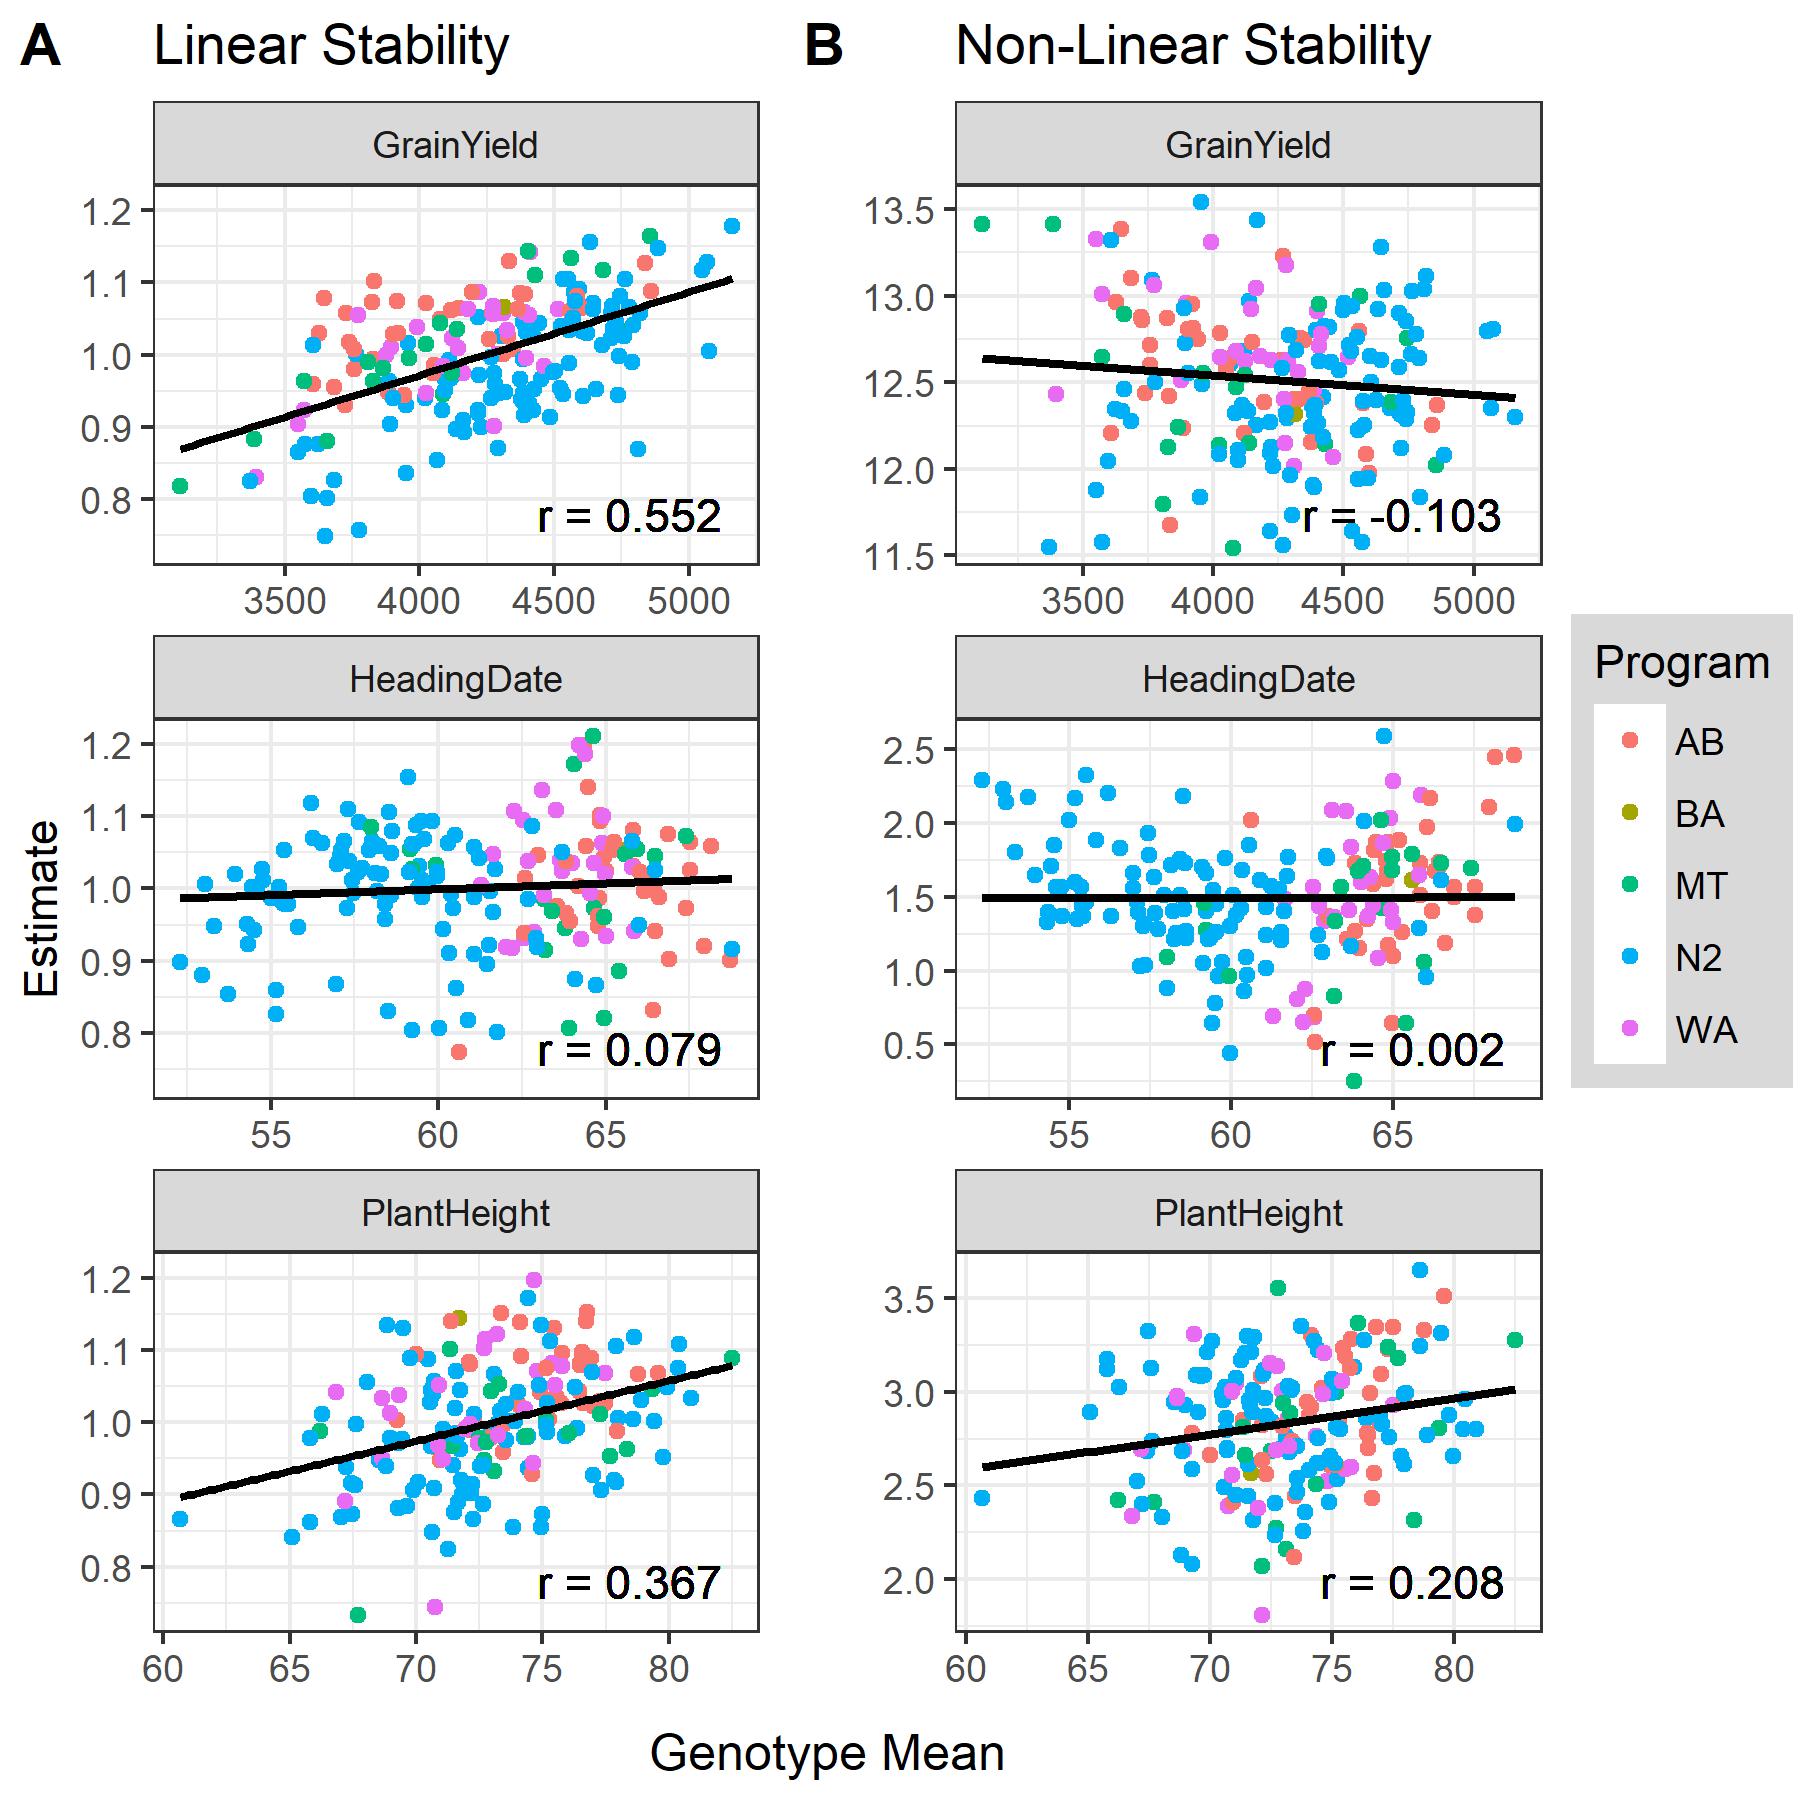 A Linear Stability
B Non-Linear Stability
GrainYield
1.2
1.1
1.0
0.9
0.8
r = 0.552
3500 4000 4500 5000
GrainYield
13.5
13.0
12.5
12.0
11.5
r = -0.103
3500 4000 4500 5000
HeadingDate
1.2
1.1
1.0
0.9
0.8
r = 0.079
55 60 65
HeadingDate
2.5
2.0
1.5
1.0
0.5
r = 0.002
55 60 65
PlantHeight
1.2
1.1
1.0
0.9
0.8
r = 0.367
60 65 70 75 80
PlantHeight
3.5
3.0
2.5
2.0
r = 0.208
60 65 70 75 80
Estimate
Genotype Mean
Program
AB
BA
MT
N2
WA